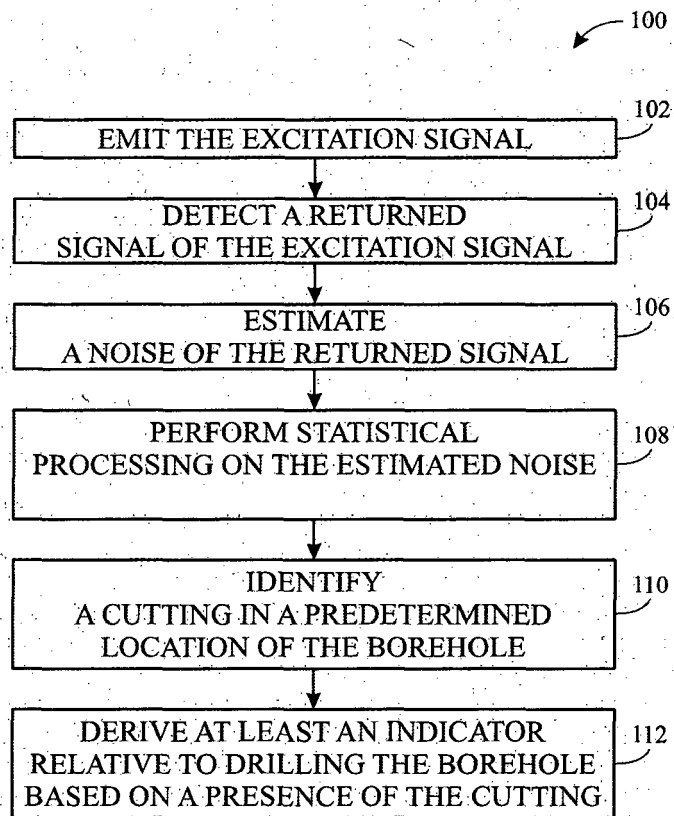 100
EMIT THE EXCITATION SIGNAL
102
DETECT A RETURNED
SIGNAL OF THE EXCITATION SIGNAL
104
ESTIMATE
A NOISE OF THE RETURNED SIGNAL
106
PERFORM STATISTICAL
PROCESSING ON THE ESTIMATED NOISE
108
IDENTIFY
A CUTTING IN A PREDETERMINED
LOCATION OF THE BOREHOLE
110
DERIVE AT LEAST AN INDICATOR
RELATIVE TO DRILLING THE BOREHOLE
BASED ON A PRESENCE OF THE CUTTING
112